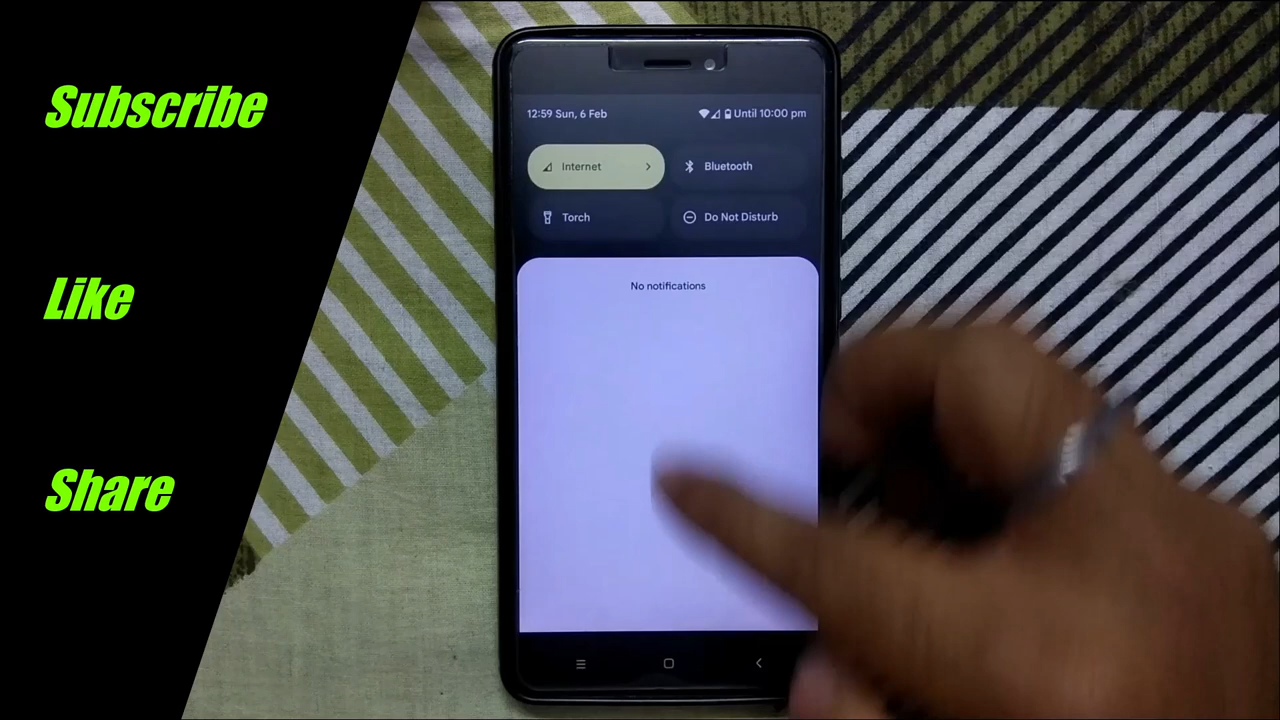 Subscribe
Like
Share
12:59 Sun, 6 Feb
Until 10:00 pm
Internet
Bluetooth
Torch
Do Not Disturb
No notifications